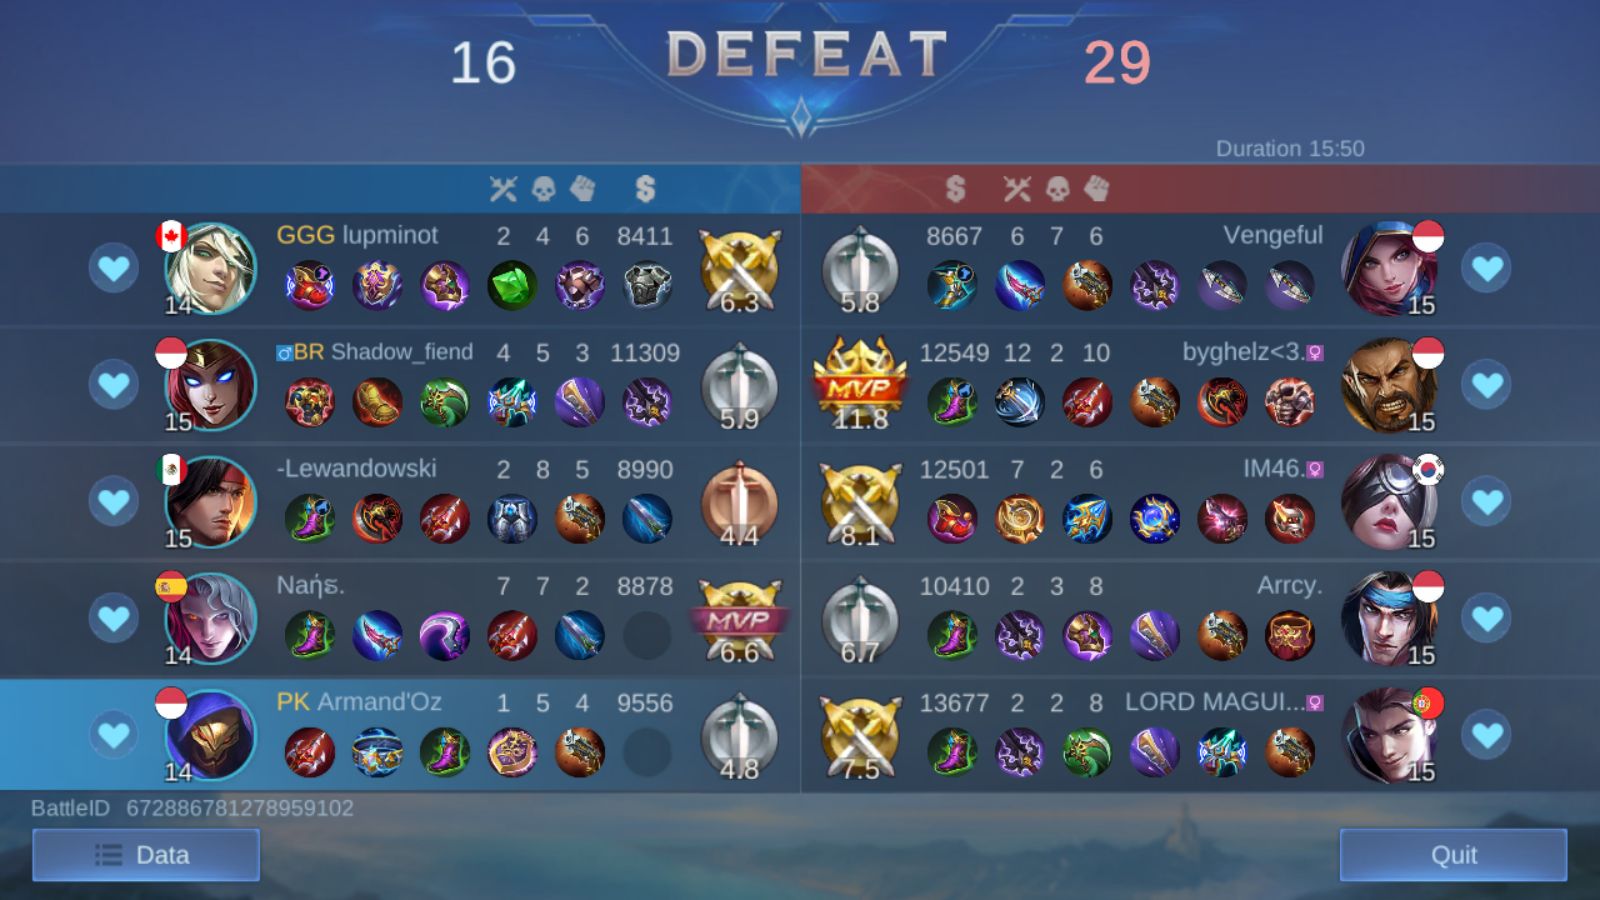 16 DEFEAT 29
Duration 15:50
GGG lupminot 2 4 6 8411
14 6.3
8667 6 7 6 Vengeful
5.8 15
BR Shadow_fiend 4 5 3 11309
15 5.9
12549 12 2 10 byghelz<3.
MVP
11.8 15
-Lewandowski 2 8 5 8990
15 4.4
12501 7 2 6 IM46.
8.1 15
Naήꜱ. 7 7 2 8878
MVP
14 6.6
10410 2 3 8 Arrcy.
6.7 15
PK Armand'Oz 1 5 4 9556
14 4.8
13677 2 2 8 LORD MAGUI...
7.5 15
BattleID 672886781278959102
Data
Quit